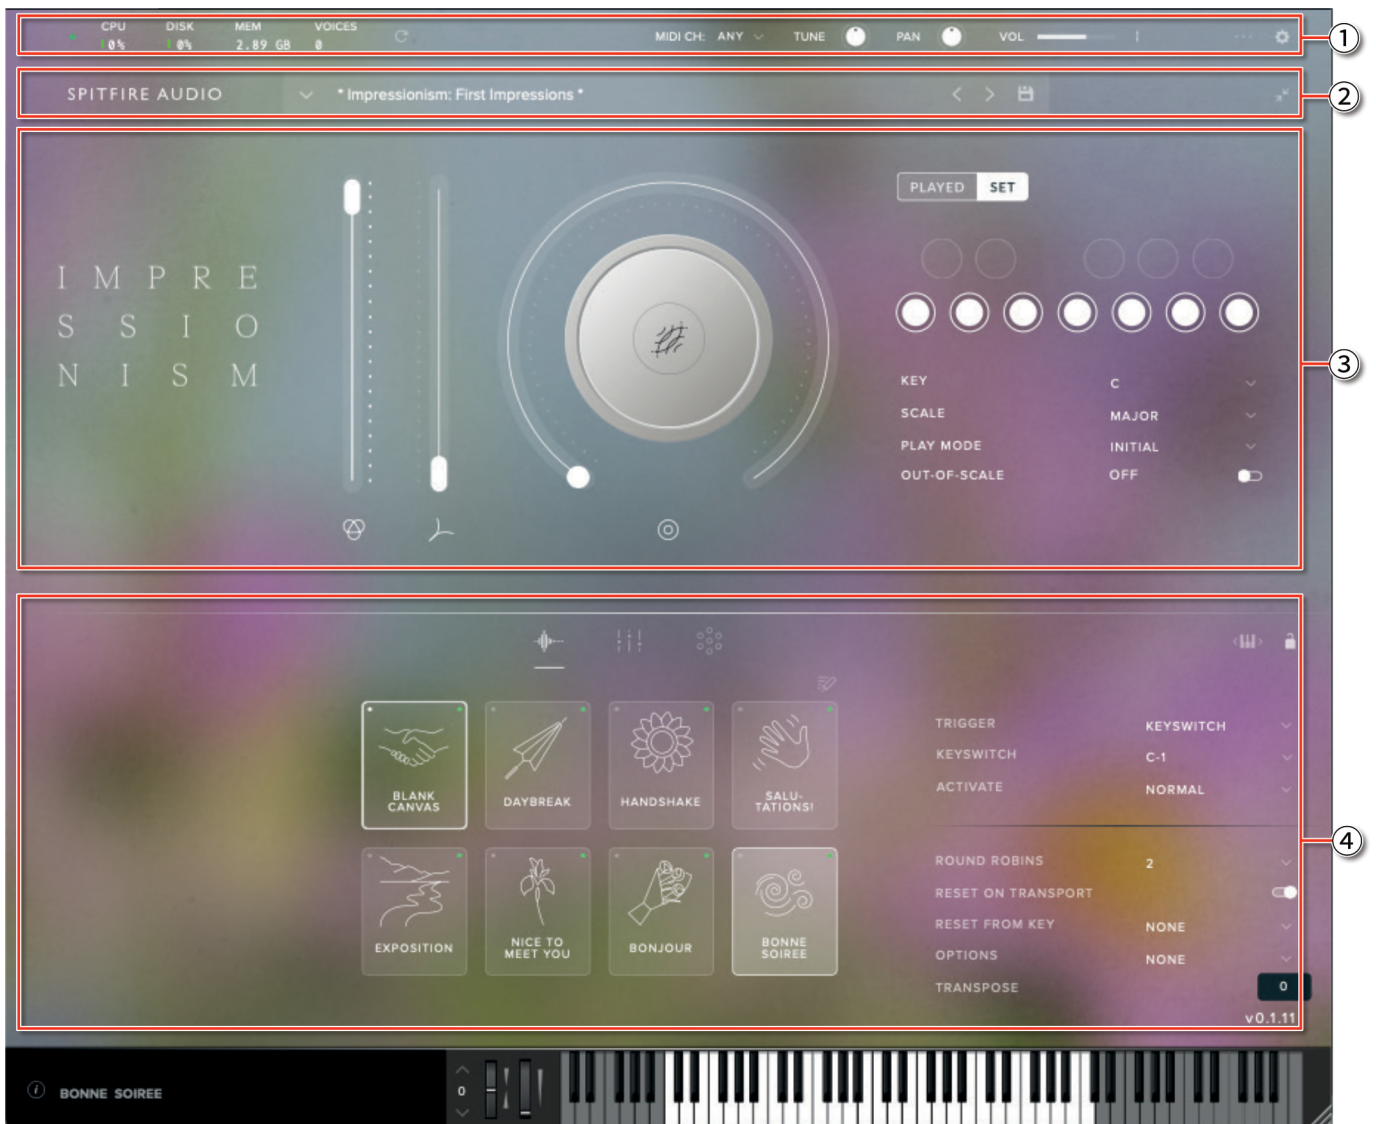 CPU DISK MEM VOICES
0% 0% 2.89 GB 0
MIDI CH: ANY TUNE PAN VOL
1
SPITFIRE AUDIO * Impressionism: First Impressions *
2
PLAYED SET
IMPRE
SSIO
NISM
3
KEY C
SCALE MAJOR
PLAY MODE INITIAL
OUT-OF-SCALE OFF
BLANK
CANVAS
DAYBREAK
HANDSHAKE
SALU-
TATIONS!
TRIGGER KEYSWITCH
KEYSWITCH C-1
ACTIVATE NORMAL
4
EXPOSITION
NICE TO
MEET YOU
BONJOUR
BONNE
SOIREE
ROUND ROBINS 2
RESET ON TRANSPORT
RESET FROM KEY NONE
OPTIONS NONE
TRANSPOSE 0
v0.1.11
i BONNE SOIREE
0